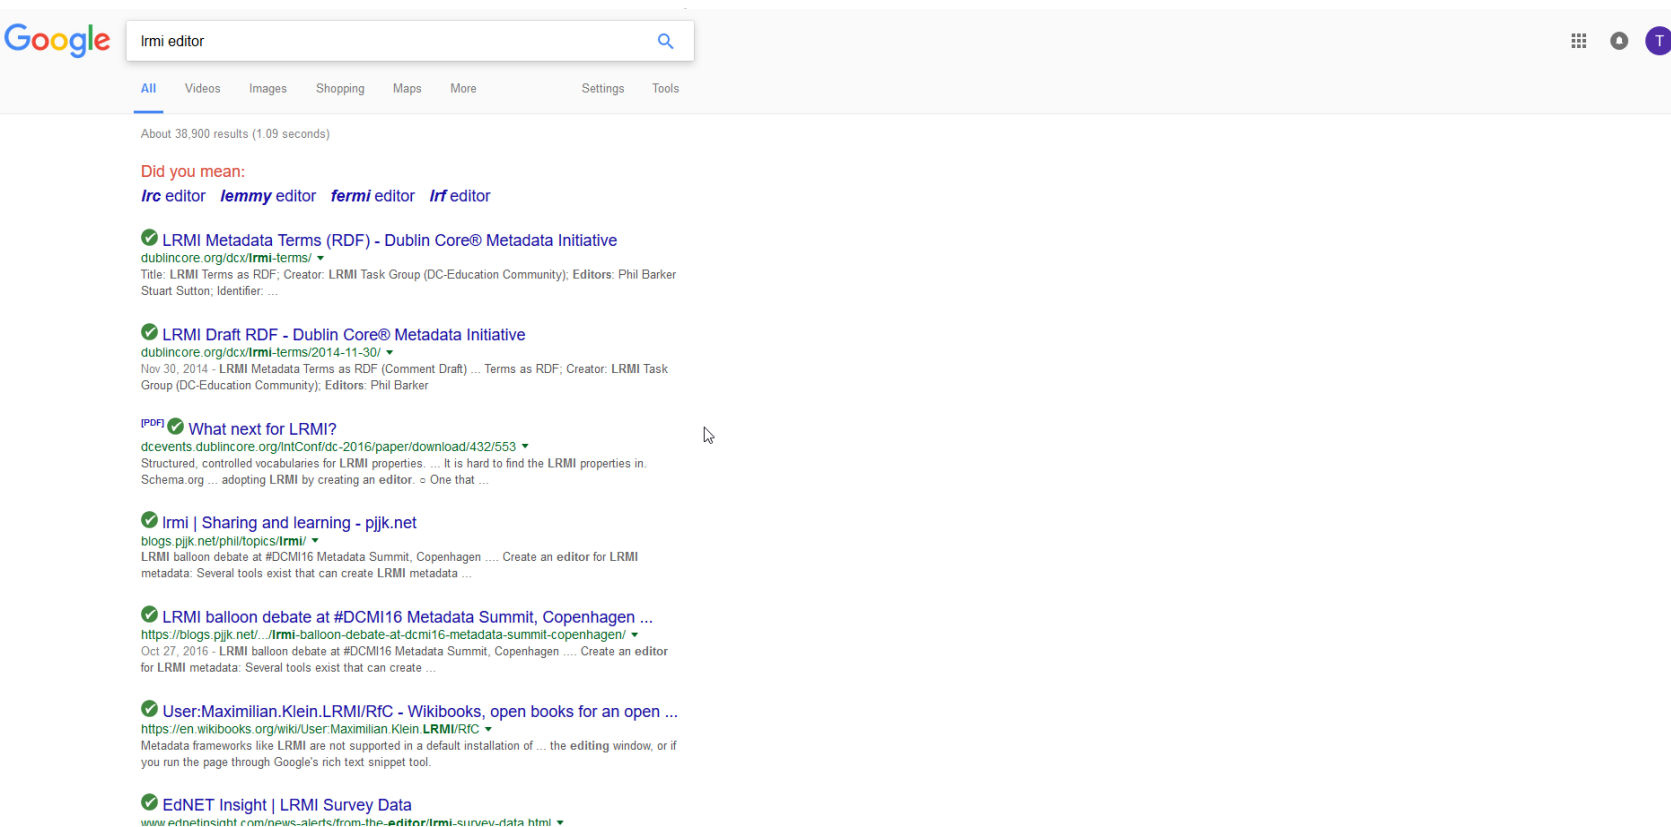 Google
lrmi editor
T
All Videos Images Shopping Maps More Settings Tools
About 38,900 results (1.09 seconds)
Did you mean:
lrc editor lemmy editor fermi editor lrf editor
LRMI Metadata Terms (RDF) - Dublin Core® Metadata Initiative
dublincore.org/dcx/lrmi-terms/
Title: LRMI Terms as RDF; Creator: LRMI Task Group (DC-Education Community); Editors: Phil Barker
Stuart Sutton; Identifier: ...
LRMI Draft RDF - Dublin Core® Metadata Initiative
dublincore.org/dcx/lrmi-terms/2014-11-30/
Nov 30, 2014 - LRMI Metadata Terms as RDF (Comment Draft) ... Terms as RDF; Creator: LRMI Task
Group (DC-Education Community); Editors: Phil Barker
[PDF] What next for LRMI?
dcevents.dublincore.org/IntConf/dc-2016/paper/download/432/553
Structured, controlled vocabularies for LRMI properties. ... It is hard to find the LRMI properties in.
Schema.org ... adopting LRMI by creating an editor. ○ One that ...
lrmi | Sharing and learning - pjjk.net
blogs.pjjk.net/phil/topics/lrmi/
LRMI balloon debate at #DCMI16 Metadata Summit, Copenhagen .... Create an editor for LRMI
metadata: Several tools exist that can create LRMI metadata ...
LRMI balloon debate at #DCMI16 Metadata Summit, Copenhagen ...
https://blogs.pjjk.net/.../lrmi-balloon-debate-at-dcmi16-metadata-summit-copenhagen/
Oct 27, 2016 - LRMI balloon debate at #DCMI16 Metadata Summit, Copenhagen .... Create an editor
for LRMI metadata: Several tools exist that can create ...
User:Maximilian.Klein.LRMI/RfC - Wikibooks, open books for an open ...
https://en.wikibooks.org/wiki/User:Maximilian.Klein.LRMI/RfC
Metadata frameworks like LRMI are not supported in a default installation of ... the editing window, or if
you run the page through Google's rich text snippet tool.
EdNET Insight | LRMI Survey Data
www.ednetinsight.com/news-alerts/from-the-editor/lrmi-survey-data.html